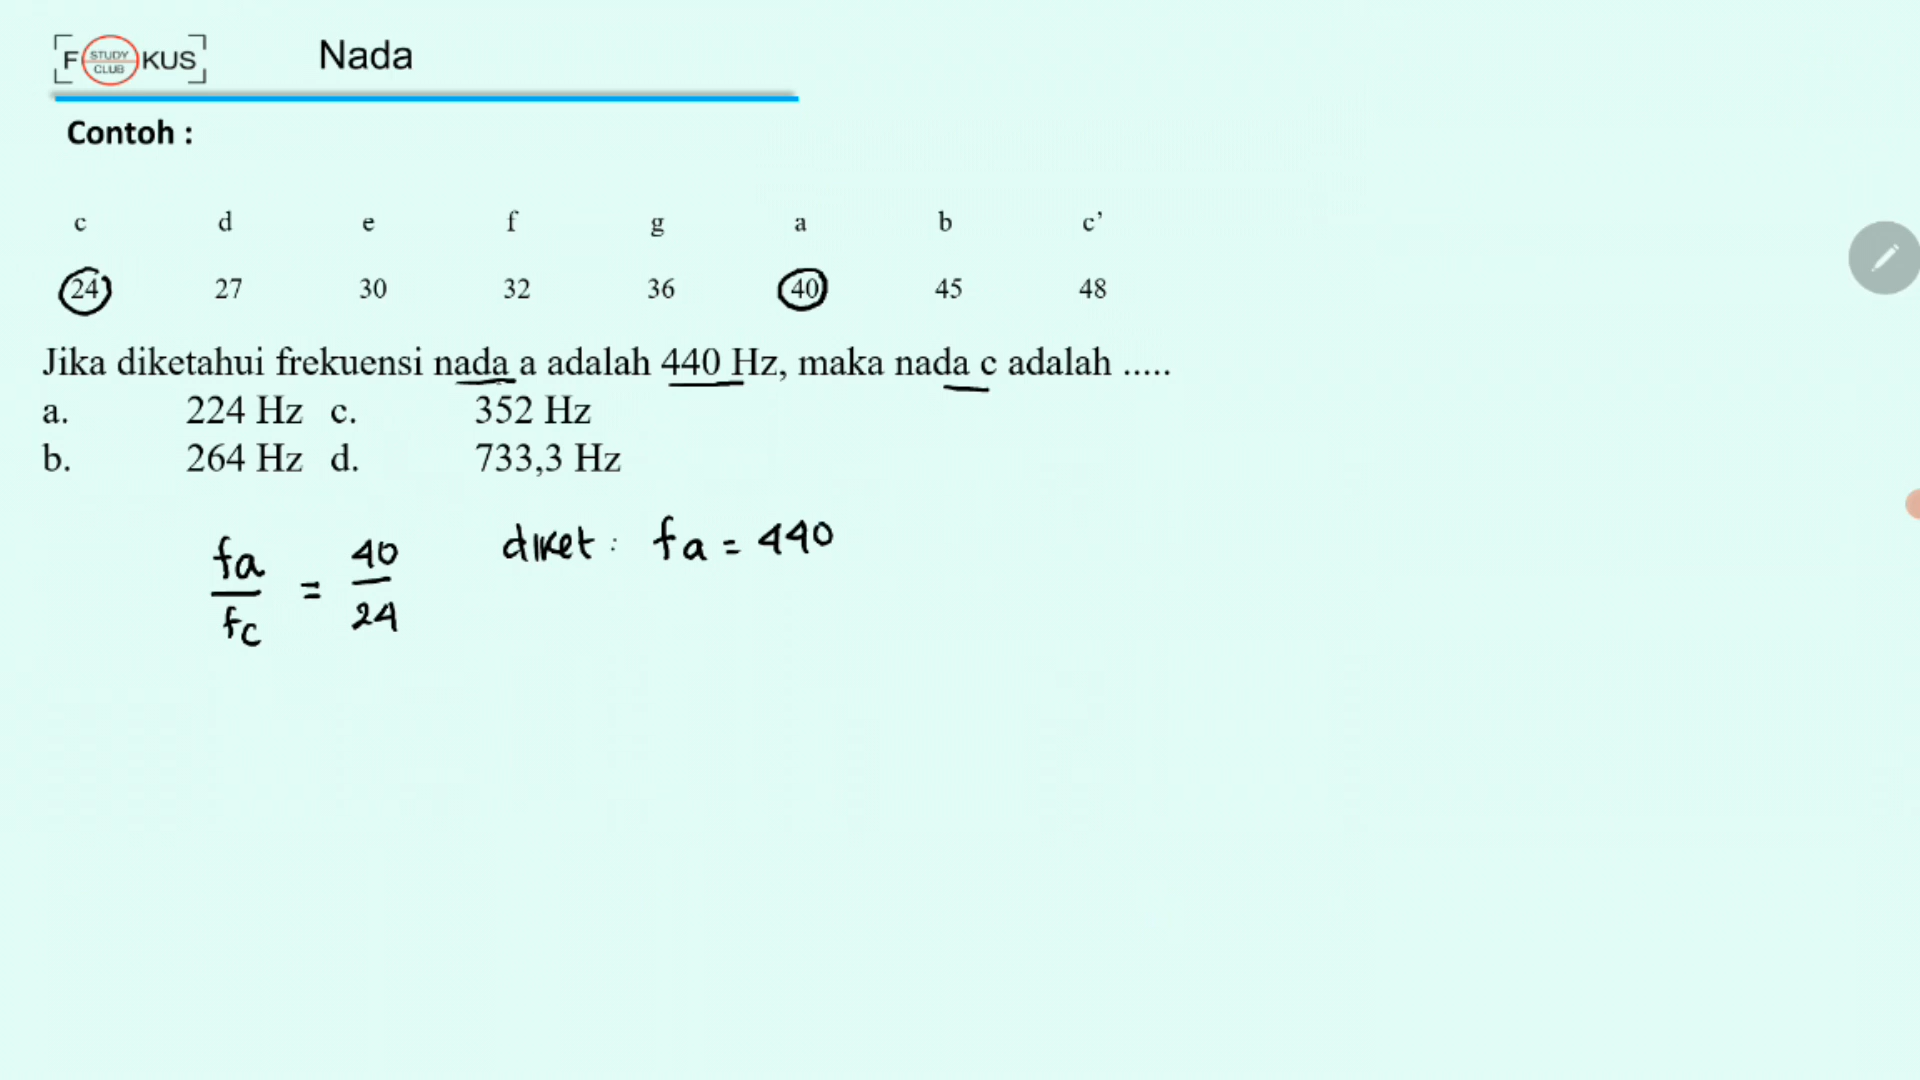 FOKUS STUDY CLUB
Nada
Contoh :
c d e f g a b c’
24 27 30 32 36 40 45 48
Jika diketahui frekuensi nada a adalah 440 Hz, maka nada c adalah .....
a. 224 Hz c. 352 Hz
b. 264 Hz d. 733,3 Hz
fa/fc = 40/24
diket : fa = 440